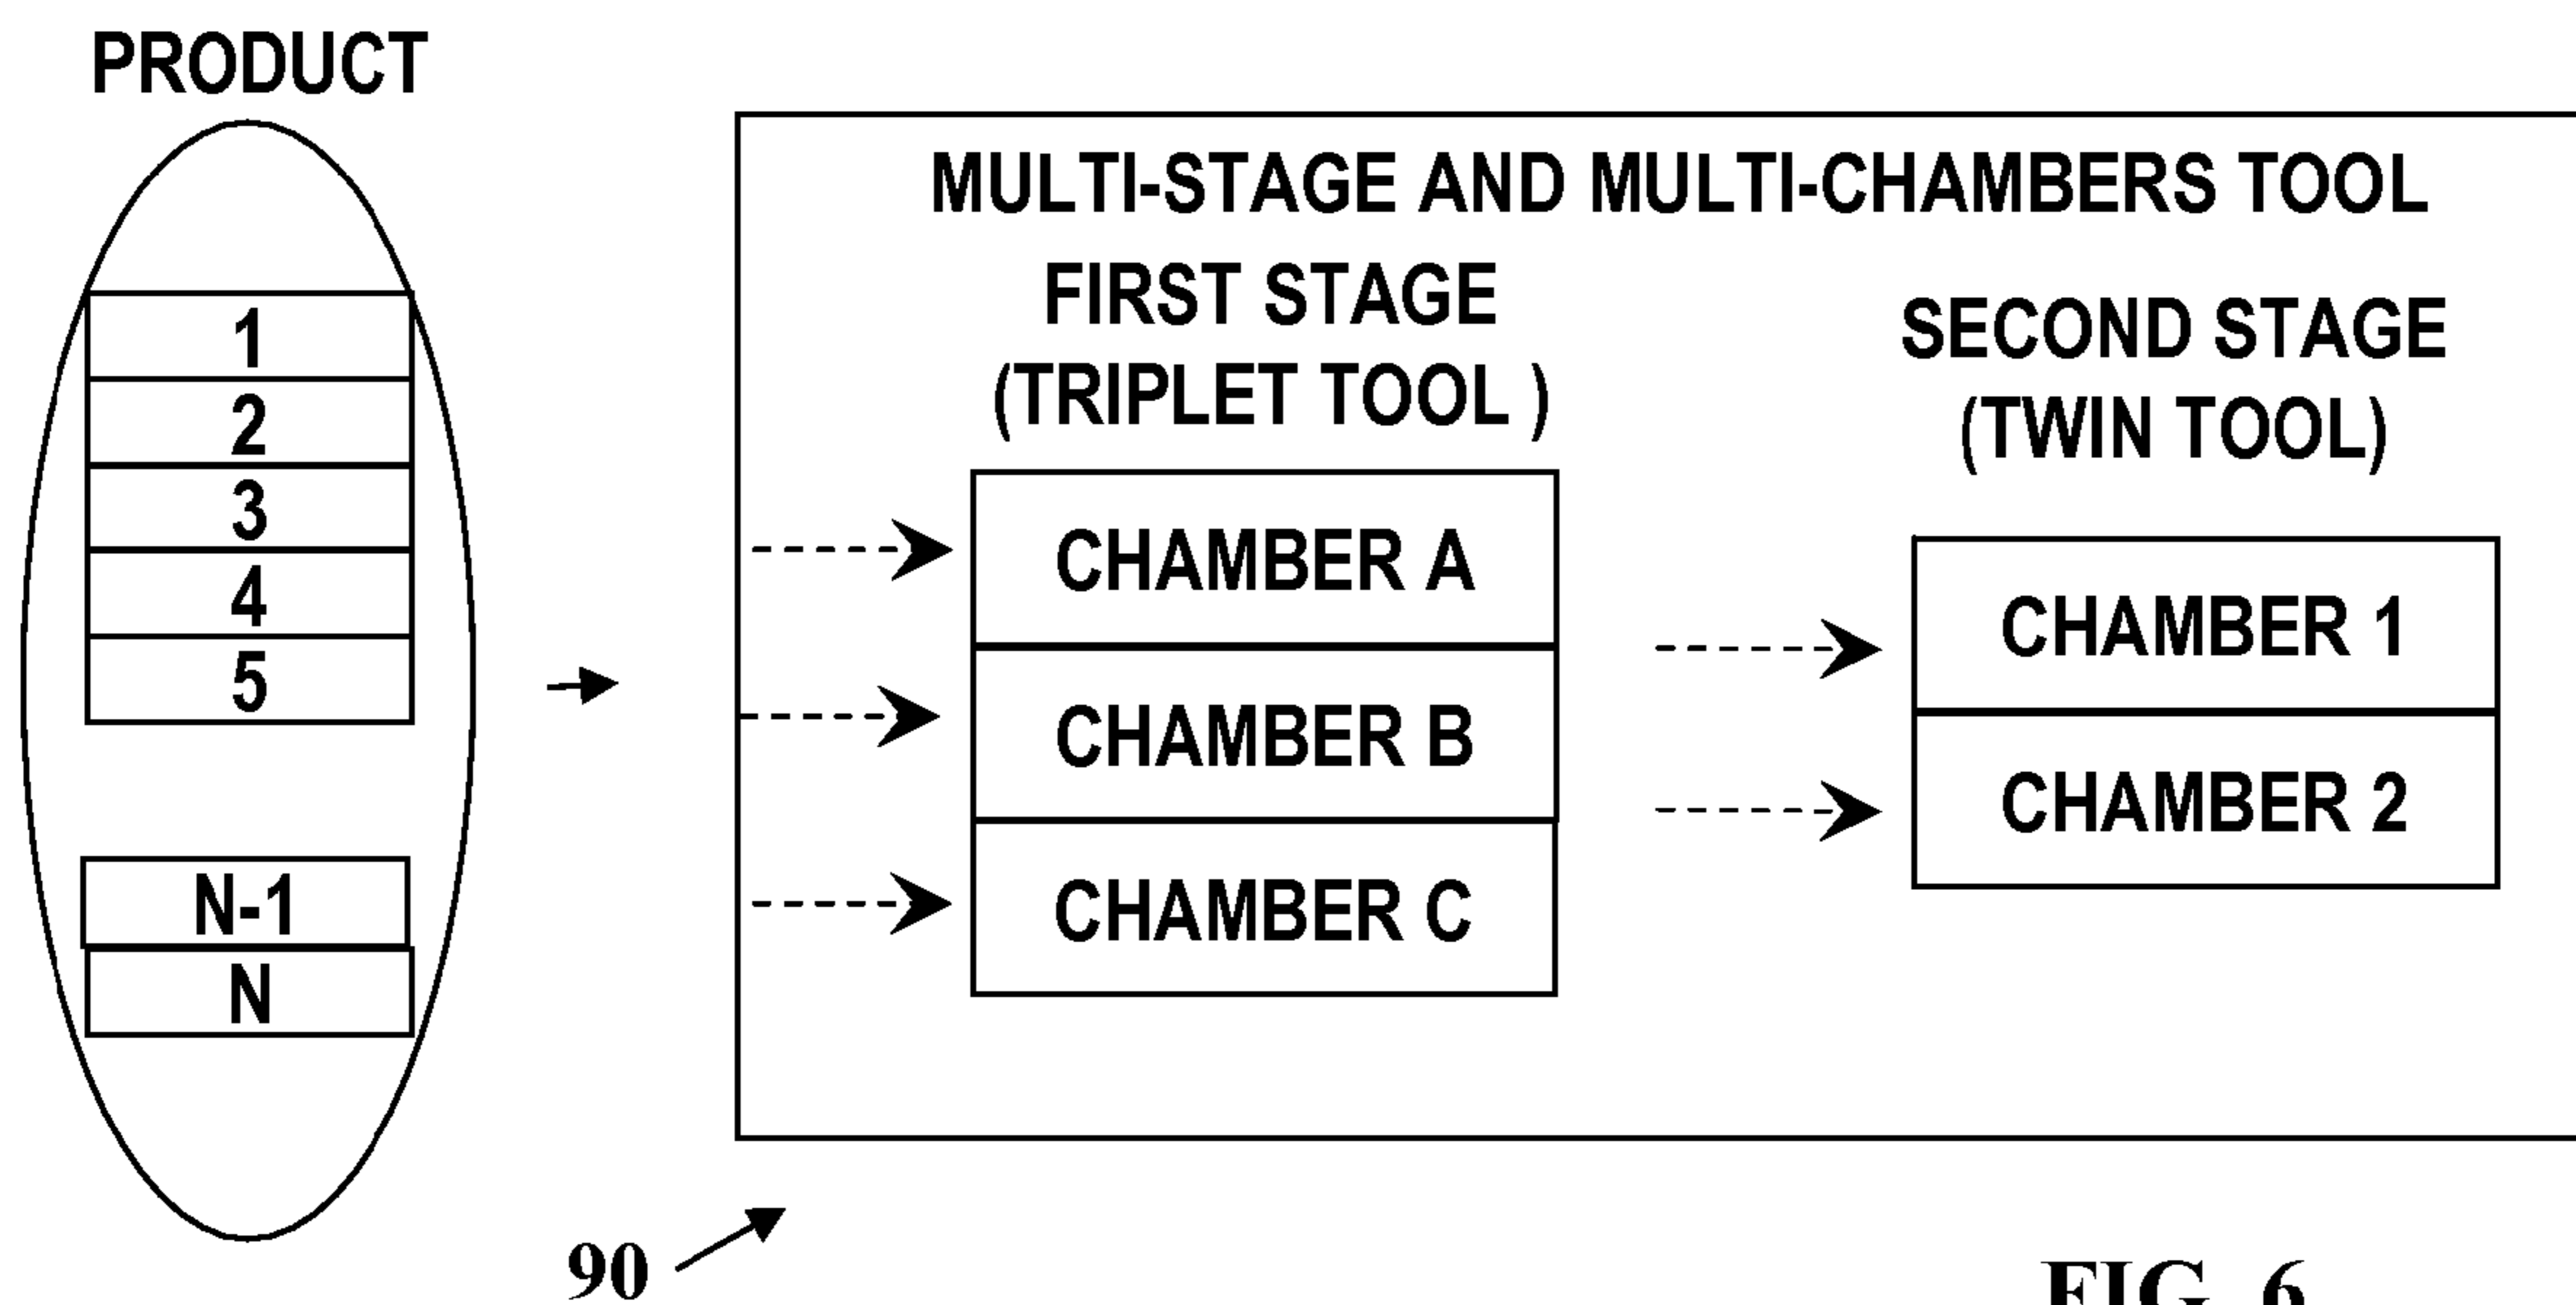 PRODUCT
1
2
3
4
5
N-1
N
MULTI-STAGE AND MULTI-CHAMBERS TOOL
FIRST STAGE
(TRIPLET TOOL )
CHAMBER A
CHAMBER B
CHAMBER C
SECOND STAGE
(TWIN TOOL)
CHAMBER 1
CHAMBER 2
90
FIG. 6